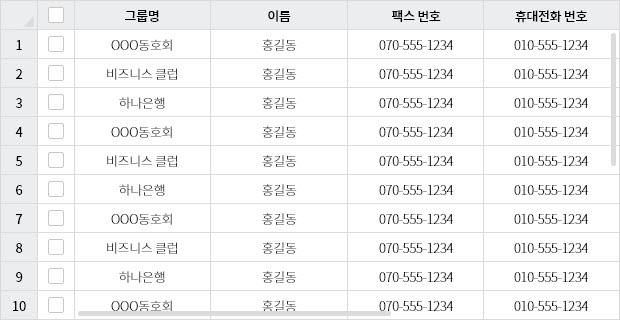 그룹명 이름 팩스 번호 휴대전화 번호
1 OOO동호회 홍길동 070-555-1234 010-555-1234
2 비즈니스 클럽 홍길동 070-555-1234 010-555-1234
3 하나은행 홍길동 070-555-1234 010-555-1234
4 OOO동호회 홍길동 070-555-1234 010-555-1234
5 비즈니스 클럽 홍길동 070-555-1234 010-555-1234
6 하나은행 홍길동 070-555-1234 010-555-1234
7 OOO동호회 홍길동 070-555-1234 010-555-1234
8 비즈니스 클럽 홍길동 070-555-1234 010-555-1234
9 하나은행 홍길동 070-555-1234 010-555-1234
10 OOO동호회 홍길동 070-555-1234 010-555-1234